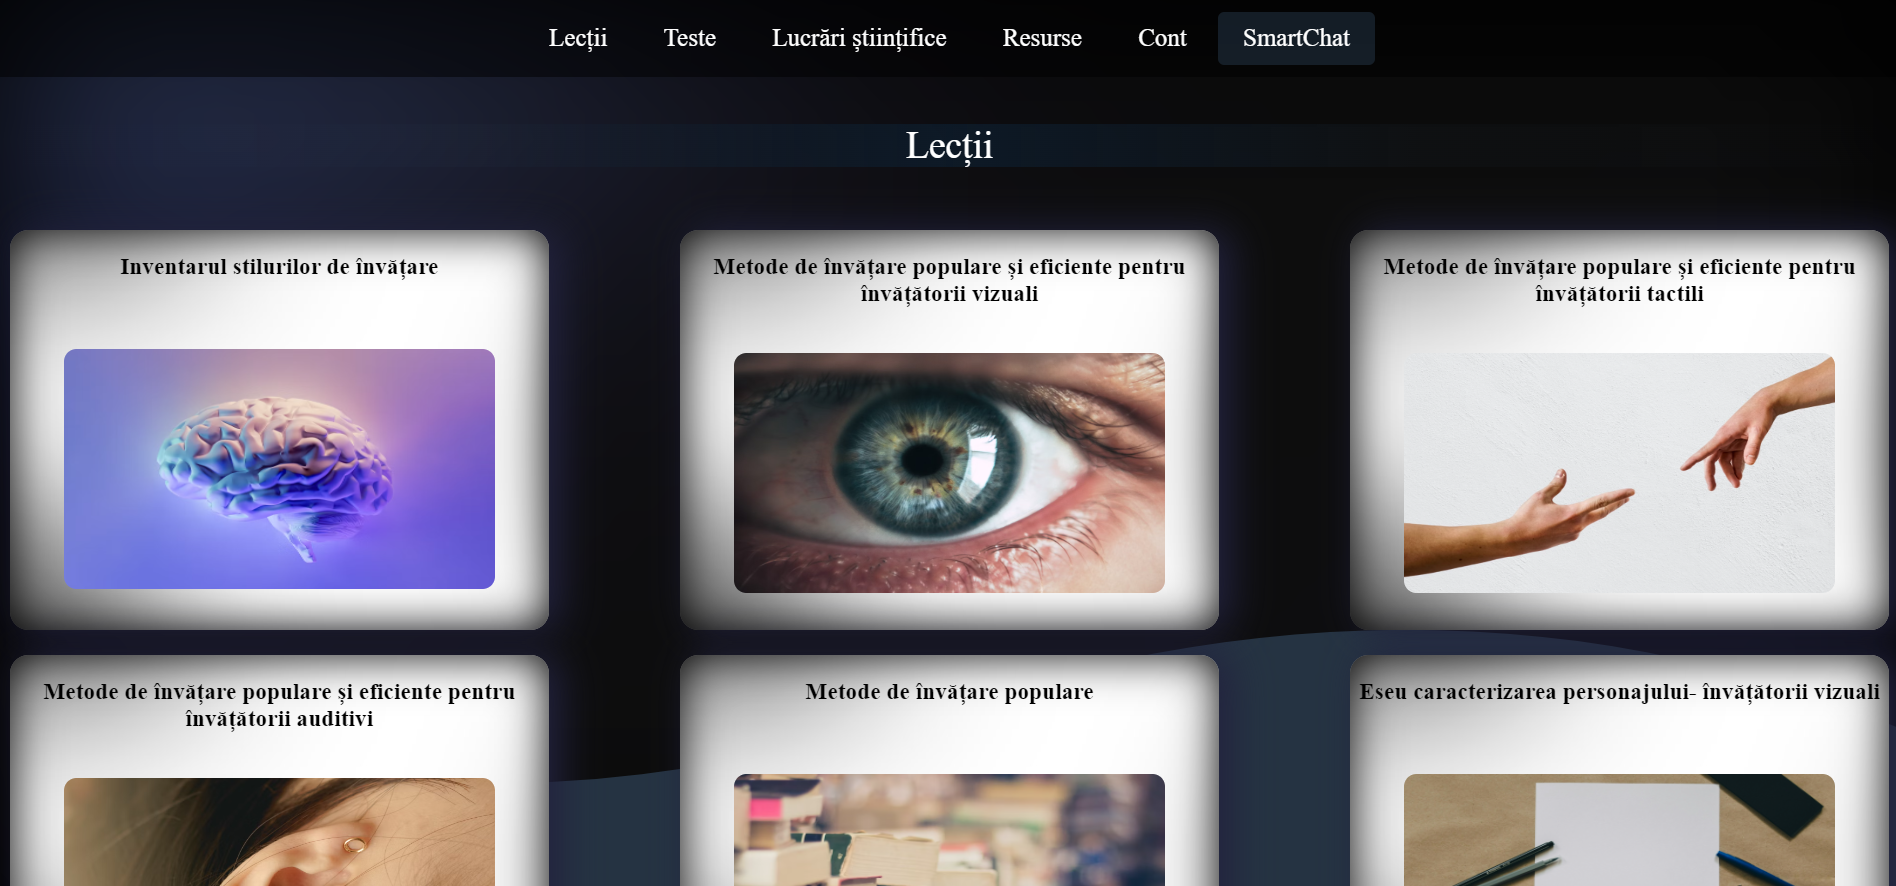 Lecții
Teste
Lucrări științifice
Resurse
Cont
SmartChat
Lecții
Inventarul stilurilor de învățare
Metode de învățare populare și eficiente pentru
învățătorii vizuali
Metode de învățare populare și eficiente pentru
învățătorii tactili
Metode de învățare populare și eficiente pentru
învățătorii auditivi
Metode de învățare populare
Eseu caracterizarea personajului- învățătorii vizuali